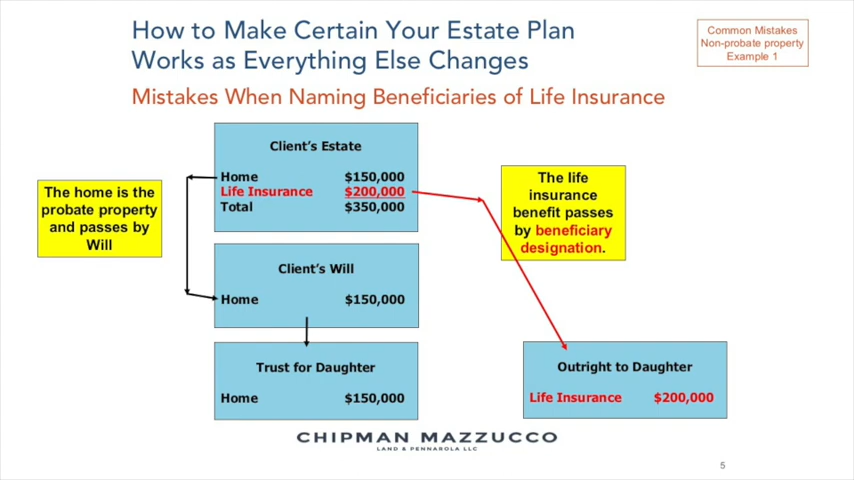 How to Make Certain Your Estate Plan
Works as Everything Else Changes
Common Mistakes
Non-probate property
Example 1
Mistakes When Naming Beneficiaries of Life Insurance
Client's Estate
Home $150,000
Life Insurance $200,000
Total $350,000
The home is the
probate property
and passes by
Will
The life
insurance
benefit passes
by beneficiary
designation.
Client's Will
Home $150,000
Trust for Daughter
Home $150,000
Outright to Daughter
Life Insurance $200,000
CHIPMAN MAZZUCCO
LAND & PENNAROLA LLC
5